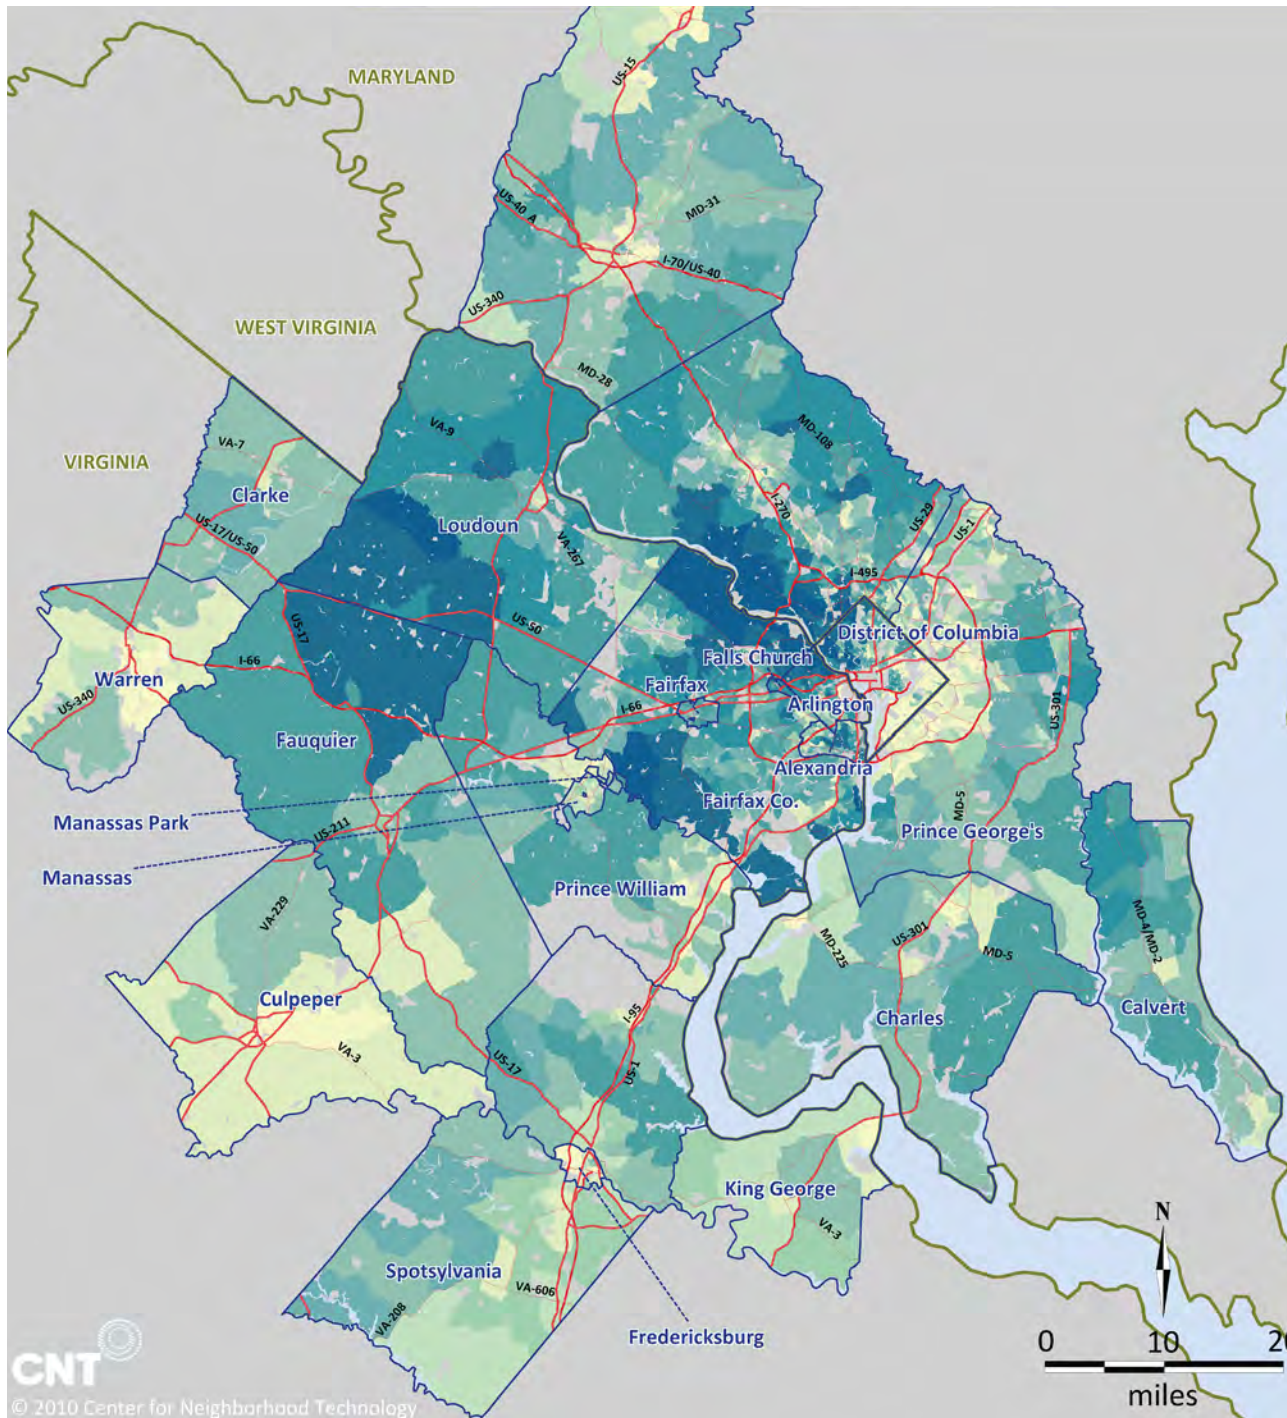 US-15
MARYLAND
US-40 A
MD-31
I-70/US-40
US-340
WEST VIRGINIA
MD-28
VA-9
MD-108
VA-7
VIRGINIA
Clarke
I-270
US-29
US-1
US-17/US-50
Loudoun
VA-267
I-495
US-17
US-50
District of Columbia
Falls Church
I-66
Warren
Fairfax
US-340
I-66
Arlington
US-301
Fauquier
Alexandria
Fairfax Co.
MD-5
Manassas Park
US-211
Prince George's
Manassas
Prince William
VA-229
US-301
MD-4/MD-2
MD-225
MD-5
Culpeper
Calvert
I-95
Charles
VA-3
US-17
US-1
King George
N
VA-3
Spotsylvania
VA-606
VA-208
Fredericksburg
0 10 20
miles
CNT
© 2010 Center for Neighborhood Technology